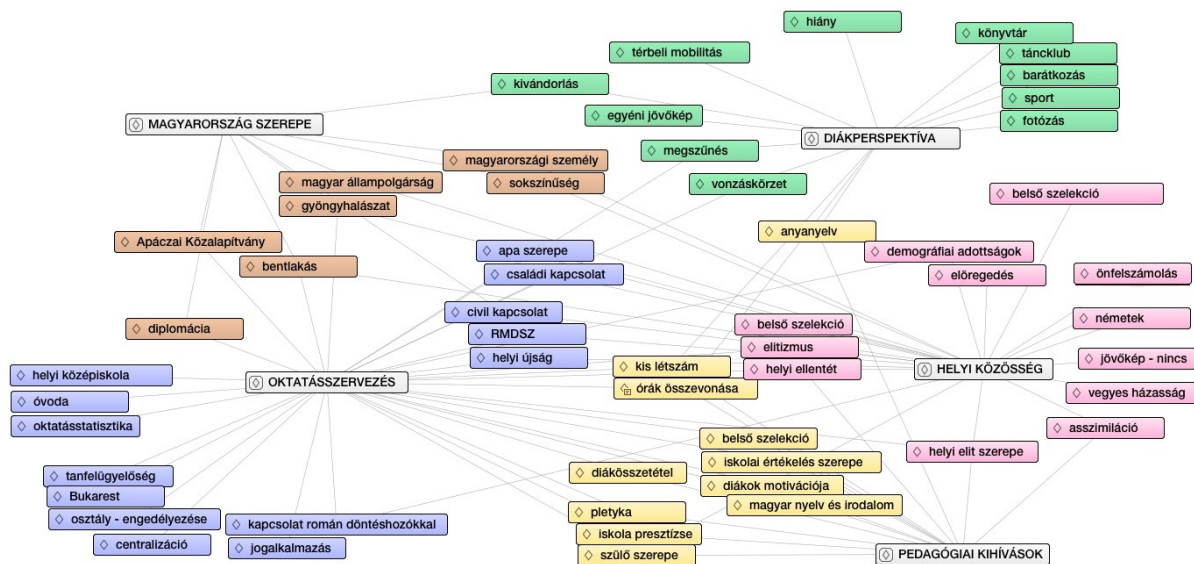 hiány
könyvtár
térbeli mobilitás
táncklub
barátkozás
kivándorlás
sport
egyéni jövőkép
fotózás
MAGYARORSZÁG SZEREPE
DIÁKPERSPEKTÍVA
megszűnés
magyarországi személy
magyar állampolgárság
sokszínűség
vonzáskörzet
belső szelekció
gyöngyhalászat
anyanyelv
Apáczai Közalapítvány
apa szerepe
demográfiai adottságok
bentlakás
családi kapcsolat
elöregedés
önfelszámolás
civil kapcsolat
diplomácia
RMDSZ
belső szelekció
németek
helyi újság
elitizmus
jövőkép - nincs
helyi középiskola
OKTATÁSSZERVEZÉS
kis létszám
helyi ellentét
HELYI KÖZÖSSÉG
órák összevonása
vegyes házasság
óvoda
oktatásstatisztika
asszimiláció
belső szelekció
helyi elit szerepe
tanfelügyelőség
diákösszetétel
iskolai értékelés szerepe
Bukarest
diákok motivációja
magyar nyelv és irodalom
osztály - engedélyezése
kapcsolat román döntéshozókkal
pletyka
centralizáció
jogalkalmazás
iskola presztízse
szülő szerepe
PEDAGÓGIAI KIHÍVÁSOK